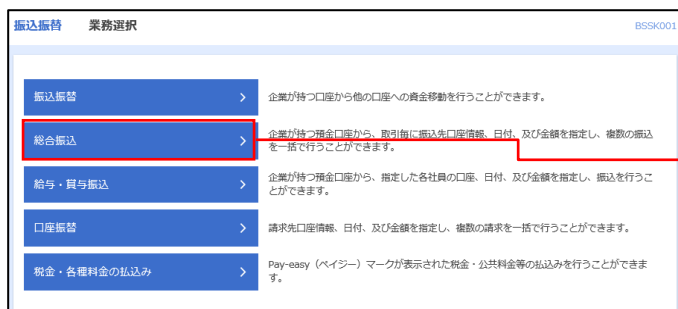 振込振替 業務選択 BSSK001
振込振替
企業が持つ口座から他の口座への資金移動を行うことができます。
総合振込
企業が持つ預金口座から、取引毎に振込先口座情報、日付、及び金額を指定し、複数の振込
を一括で行うことができます。
給与・賞与振込
企業が持つ預金口座から、指定した各社員の口座、日付、及び金額を指定し、振込を行うこ
とができます。
口座振替
請求先口座情報、日付、及び金額を指定し、複数の請求を一括で行うことができます。
税金・各種料金の払込み
Pay-easy（ペイジー）マークが表示された税金・公共料金等の払込みを行うことができま
す。